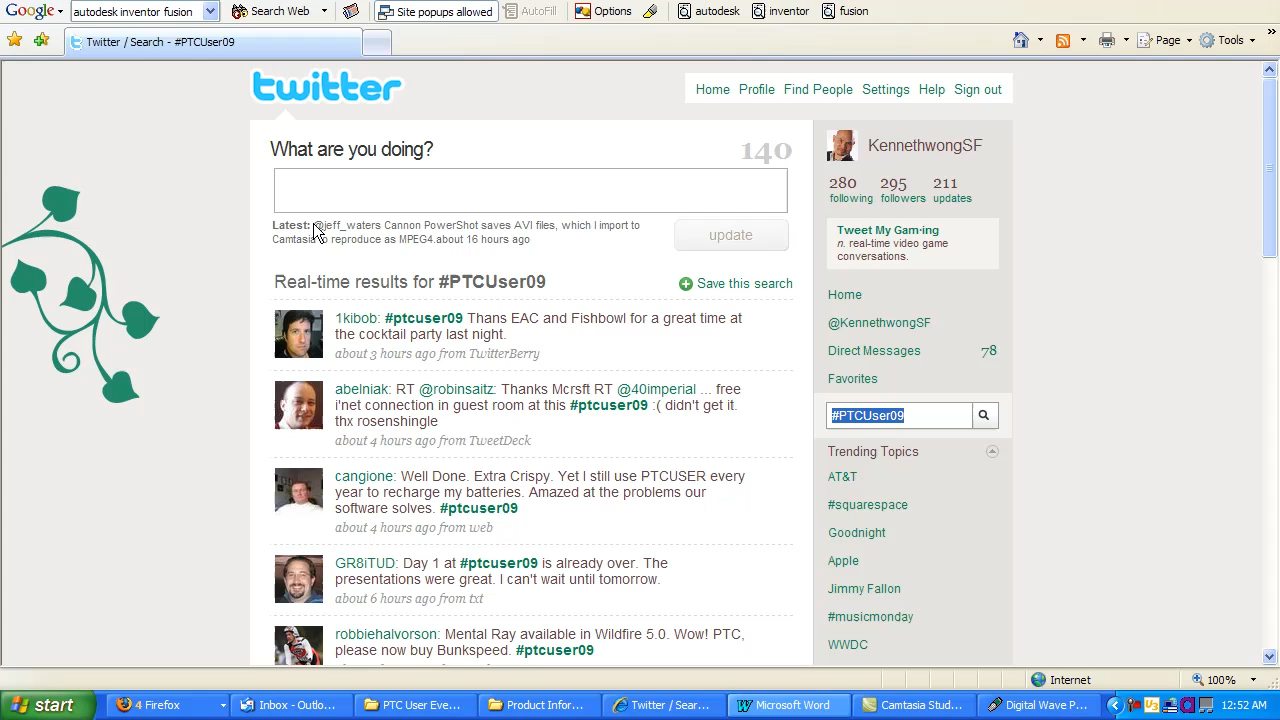 Google autodesk inventor fusion Search Web Site popups allowed AutoFill Options autodesk inventor fusion
Twitter / Search - #PTCUser09 Page Tools
twitter
Home Profile Find People Settings Help Sign out
What are you doing? 140
Latest: @jeff_waters Cannon PowerShot saves AVI files, which I import to
Camtasia to reproduce as MPEG4.about 16 hours ago
update
Real-time results for #PTCUser09 Save this search
1kibob: #ptcuser09 Thans EAC and Fishbowl for a great time at
the cocktail party last night.
about 3 hours ago from TwitterBerry
abelniak: RT @robinsaitz: Thanks Mcrsft RT @40imperial ... free
i'net connection in guest room at this #ptcuser09 :( didn't get it.
thx rosenshingle
about 4 hours ago from TweetDeck
cangione: Well Done. Extra Crispy. Yet I still use PTCUSER every
year to recharge my batteries. Amazed at the problems our
software solves. #ptcuser09
about 4 hours ago from web
GR8iTUD: Day 1 at #ptcuser09 is already over. The
presentations were great. I can't wait until tomorrow.
about 6 hours ago from txt
robbiehalvorson: Mental Ray available in Wildfire 5.0. Wow! PTC,
please now buy Bunkspeed. #ptcuser09
KennethwongSF
280 295 211
following followers updates
Tweet My Gam·ing
n. real-time video game
conversations.
Home
@KennethwongSF
Direct Messages 78
Favorites
#PTCUser09
Trending Topics
AT&T
#squarespace
Goodnight
Apple
Jimmy Fallon
#musicmonday
WWDC
Internet 100%
start 4 Firefox Inbox - Outlo... PTC User Eve... Product Infor... Twitter / Sear... Microsoft Word Camtasia Stud... Digital Wave P... 12:52 AM